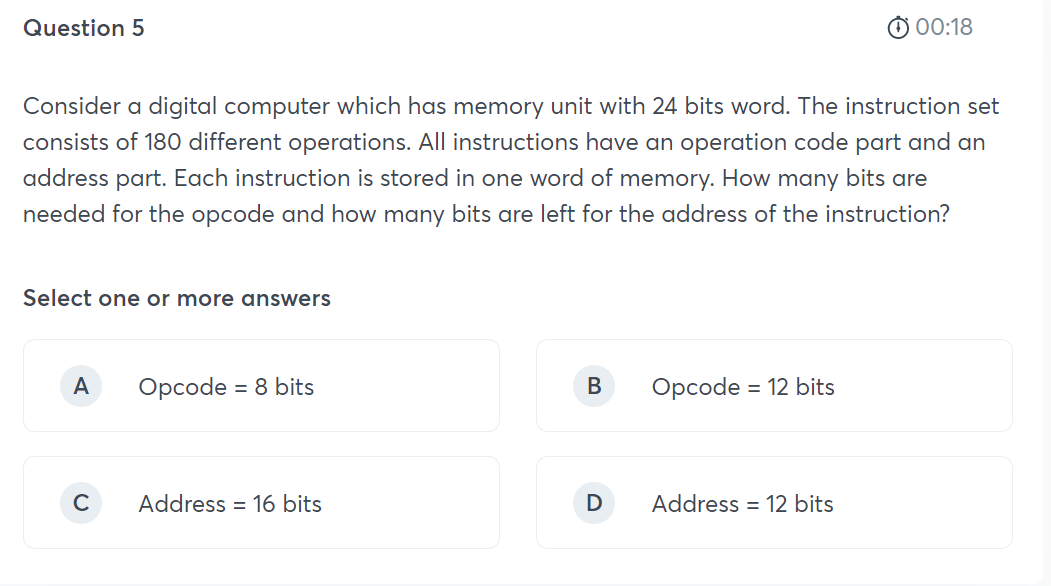 Question 5
00:18
Consider a digital computer which has memory unit with 24 bits word. The instruction set
consists of 180 different operations. All instructions have an operation code part and an
address part. Each instruction is stored in one word of memory. How many bits are
needed for the opcode and how many bits are left for the address of the instruction?
Select one or more answers
A Opcode = 8 bits
B Opcode = 12 bits
C Address = 16 bits
D Address = 12 bits